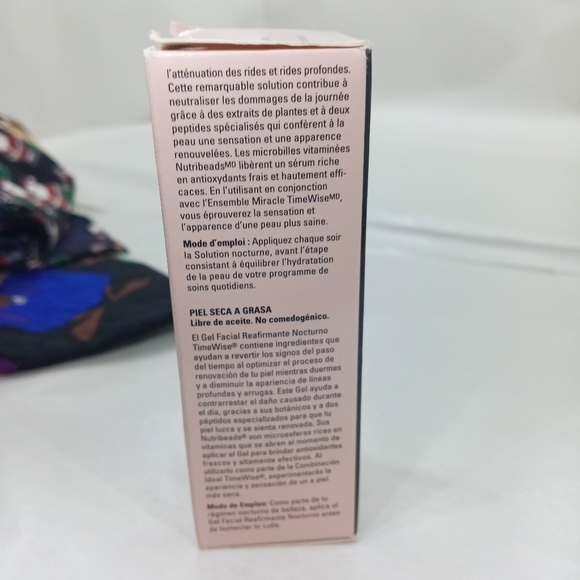 l'atténuation des rides et rides profondes.
Cette remarquable solution contribue à
neutraliser les dommages de la journée
grâce à des extraits de plantes et à deux
peptides spécialisés qui confèrent à la
peau une sensation et une apparence
renouvelées. Les microbilles vitaminées
NutribeadsMD libèrent un sérum riche
en antioxydants frais et hautement effi-
caces. En l'utilisant en conjonction
avec l'Ensemble Miracle TimeWiseMD,
vous éprouverez la sensation et
l'apparence d'une peau plus saine.
Mode d'emploi : Appliquez chaque soir
la Solution nocturne, avant l'étape
consistant à équilibrer l'hydratation
de la peau de votre programme de
soins quotidiens.
PIEL SECA A GRASA
Libre de aceite. No comedogénico.
El Gel Facial Reafirmante Nocturno
TimeWise® contiene ingredientes que
ayudan a revertir los signos del paso
del tiempo al optimizar el proceso de
renovación de tu piel mientras duermes
y a disminuir la apariencia de líneas
profundas y arrugas. Este Gel ayuda a
contrarrestar el daño causado durante
el día, gracias a sus botánicos y a dos
péptidos especializados para que tu
piel luzca y se sienta renovada. Sus
Nutribeads® son microesferas ricas en
vitaminas que se abren al momento de
aplicar el Gel para brindar antioxidantes
frescos y altamente efectivos. Al
utilizarlo como parte de la Combinación
Ideal TimeWise®, experimentarás la
apariencia y sensación de un a piel
más sana.
Modo de Empleo: Como parte de tu
régimen nocturno de belleza, aplica el
Gel Facial Reafirmante Nocturno antes
de humectar tu cutis.